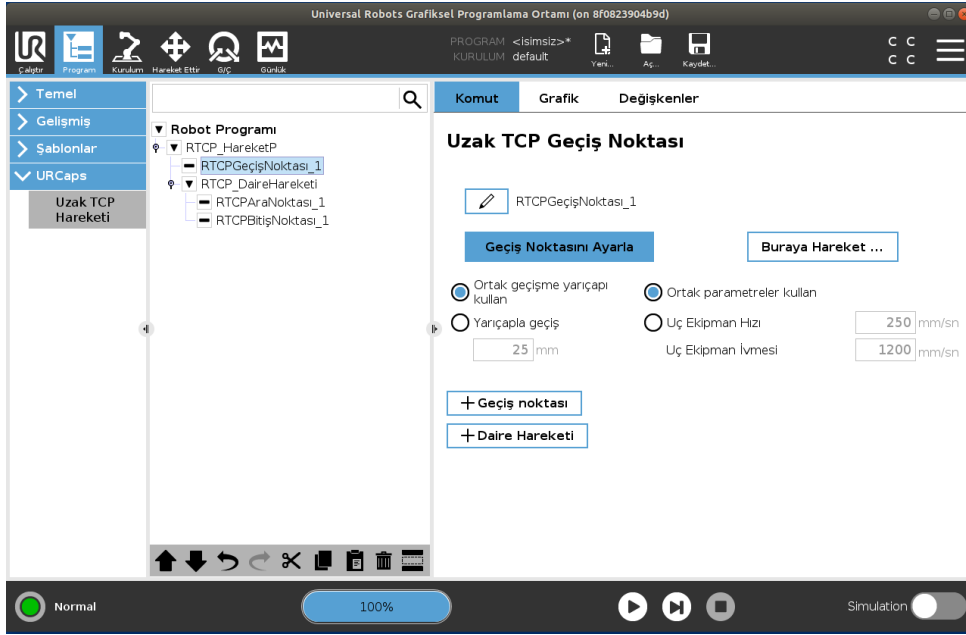 Universal Robots Grafiksel Programlama Ortamı (on 8f0823904b9d)
UR
Çalıştır
Program
Kurulum
Hareket Ettir
G/Ç
Günlük
PROGRAM <isimsiz>*
KURULUM default
Yeni...
Aç...
Kaydet...
C C
C C
Temel
Gelişmiş
Şablonlar
URCaps
Uzak TCP
Hareketi
Robot Programı
RTCP_HareketP
RTCPGeçişNoktası_1
RTCP_DaireHareketi
RTCPAraNoktası_1
RTCPBitişNoktası_1
Komut
Grafik
Değişkenler
Uzak TCP Geçiş Noktası
RTCPGeçişNoktası_1
Geçiş Noktasını Ayarla
Buraya Hareket ...
Ortak geçişme yarıçapı
kullan
Ortak parametreler kullan
Yarıçapla geçiş
Uç Ekipman Hızı
250 mm/sn
25 mm
Uç Ekipman İvmesi
1200 mm/sn
+ Geçiş noktası
+ Daire Hareketi
Normal
100%
Simulation